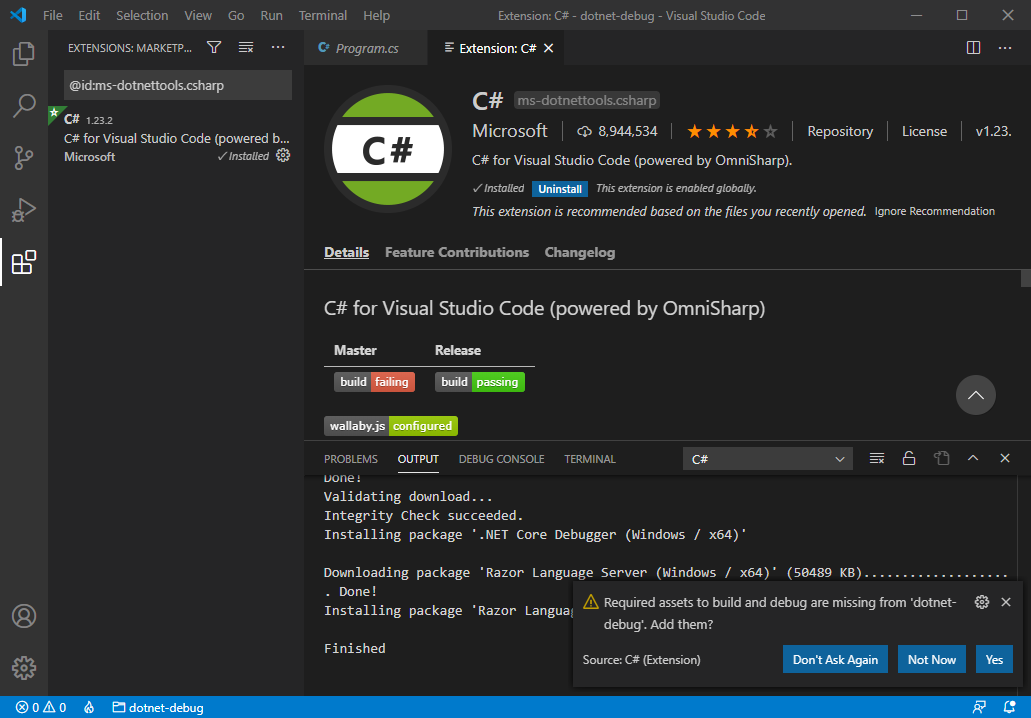 File Edit Selection View Go Run Terminal Help Extension: C# - dotnet-debug - Visual Studio Code
EXTENSIONS: MARKETP...
C# Program.cs
Extension: C#
@id:ms-dotnettools.csharp
C# 1.23.2
C# for Visual Studio Code (powered b...
Microsoft
✓Installed
C#
C# ms-dotnettools.csharp
Microsoft 8,944,534 Repository License v1.23.
C# for Visual Studio Code (powered by OmniSharp).
✓Installed Uninstall This extension is enabled globally.
This extension is recommended based on the files you recently opened. Ignore Recommendation
Details Feature Contributions Changelog
C# for Visual Studio Code (powered by OmniSharp)
Master Release
build failing build passing
wallaby.js configured
PROBLEMS OUTPUT DEBUG CONSOLE TERMINAL C#
Done!
Validating download...
Integrity Check succeeded.
Installing package '.NET Core Debugger (Windows / x64)'
Downloading package 'Razor Language Server (Windows / x64)' (50489 KB)...................
. Done!
Installing package 'Razor Langua
Finished
Required assets to build and debug are missing from 'dotnet-
debug'. Add them?
Source: C# (Extension) Don't Ask Again Not Now Yes
0 0 dotnet-debug